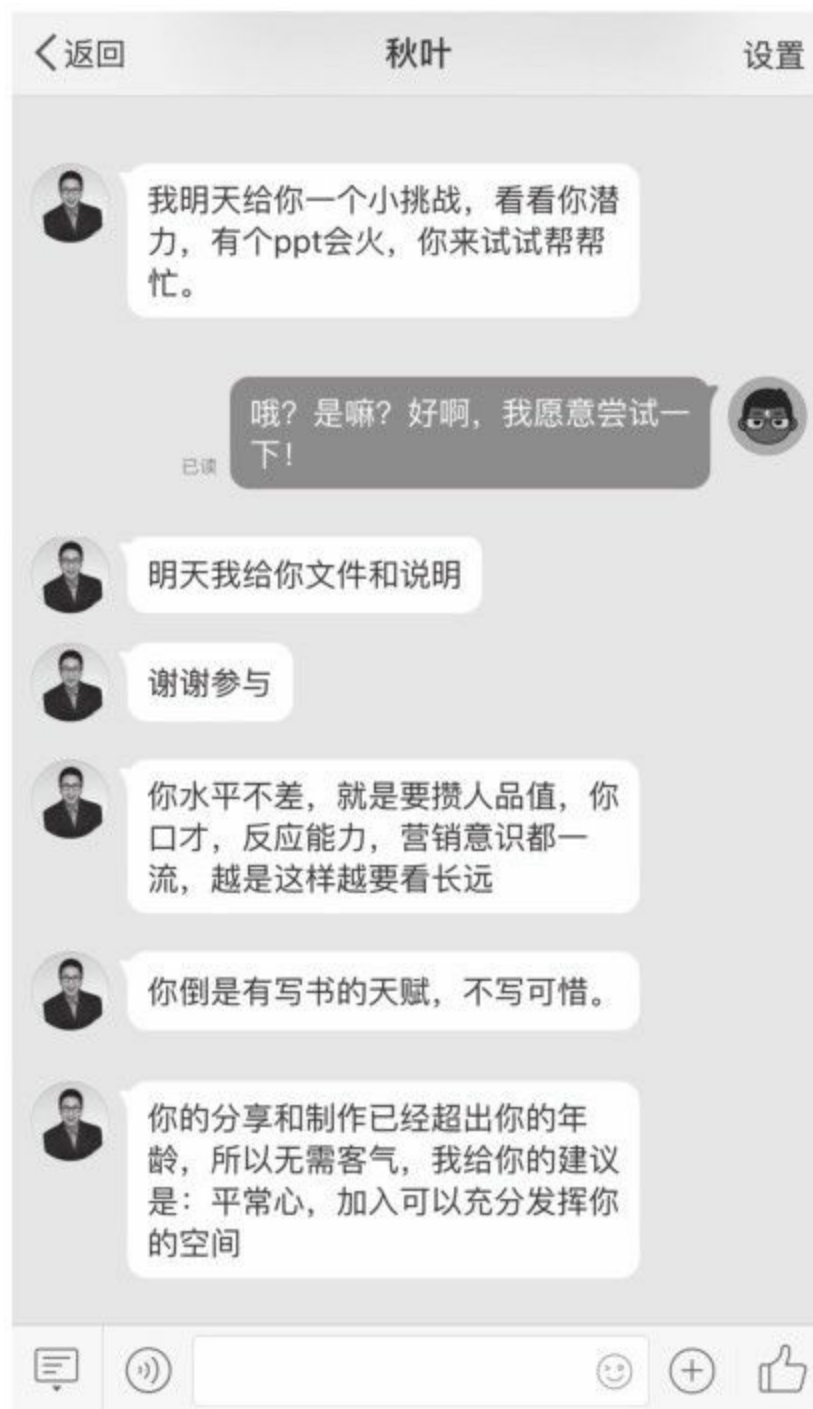 返回
秋叶
设置
我明天给你一个小挑战，看看你潜
力，有个ppt会火，你来试试帮帮
忙。
哦？是嘛？好啊，我愿意尝试一
下！
已读
明天我给你文件和说明
谢谢参与
你水平不差，就是要攒人品值，你
口才，反应能力，营销意识都一
流，越是这样越要看长远
你倒是有写书的天赋，不写可惜。
你的分享和制作已经超出你的年
龄，所以无需客气，我给你的建议
是：平常心，加入可以充分发挥你
的空间